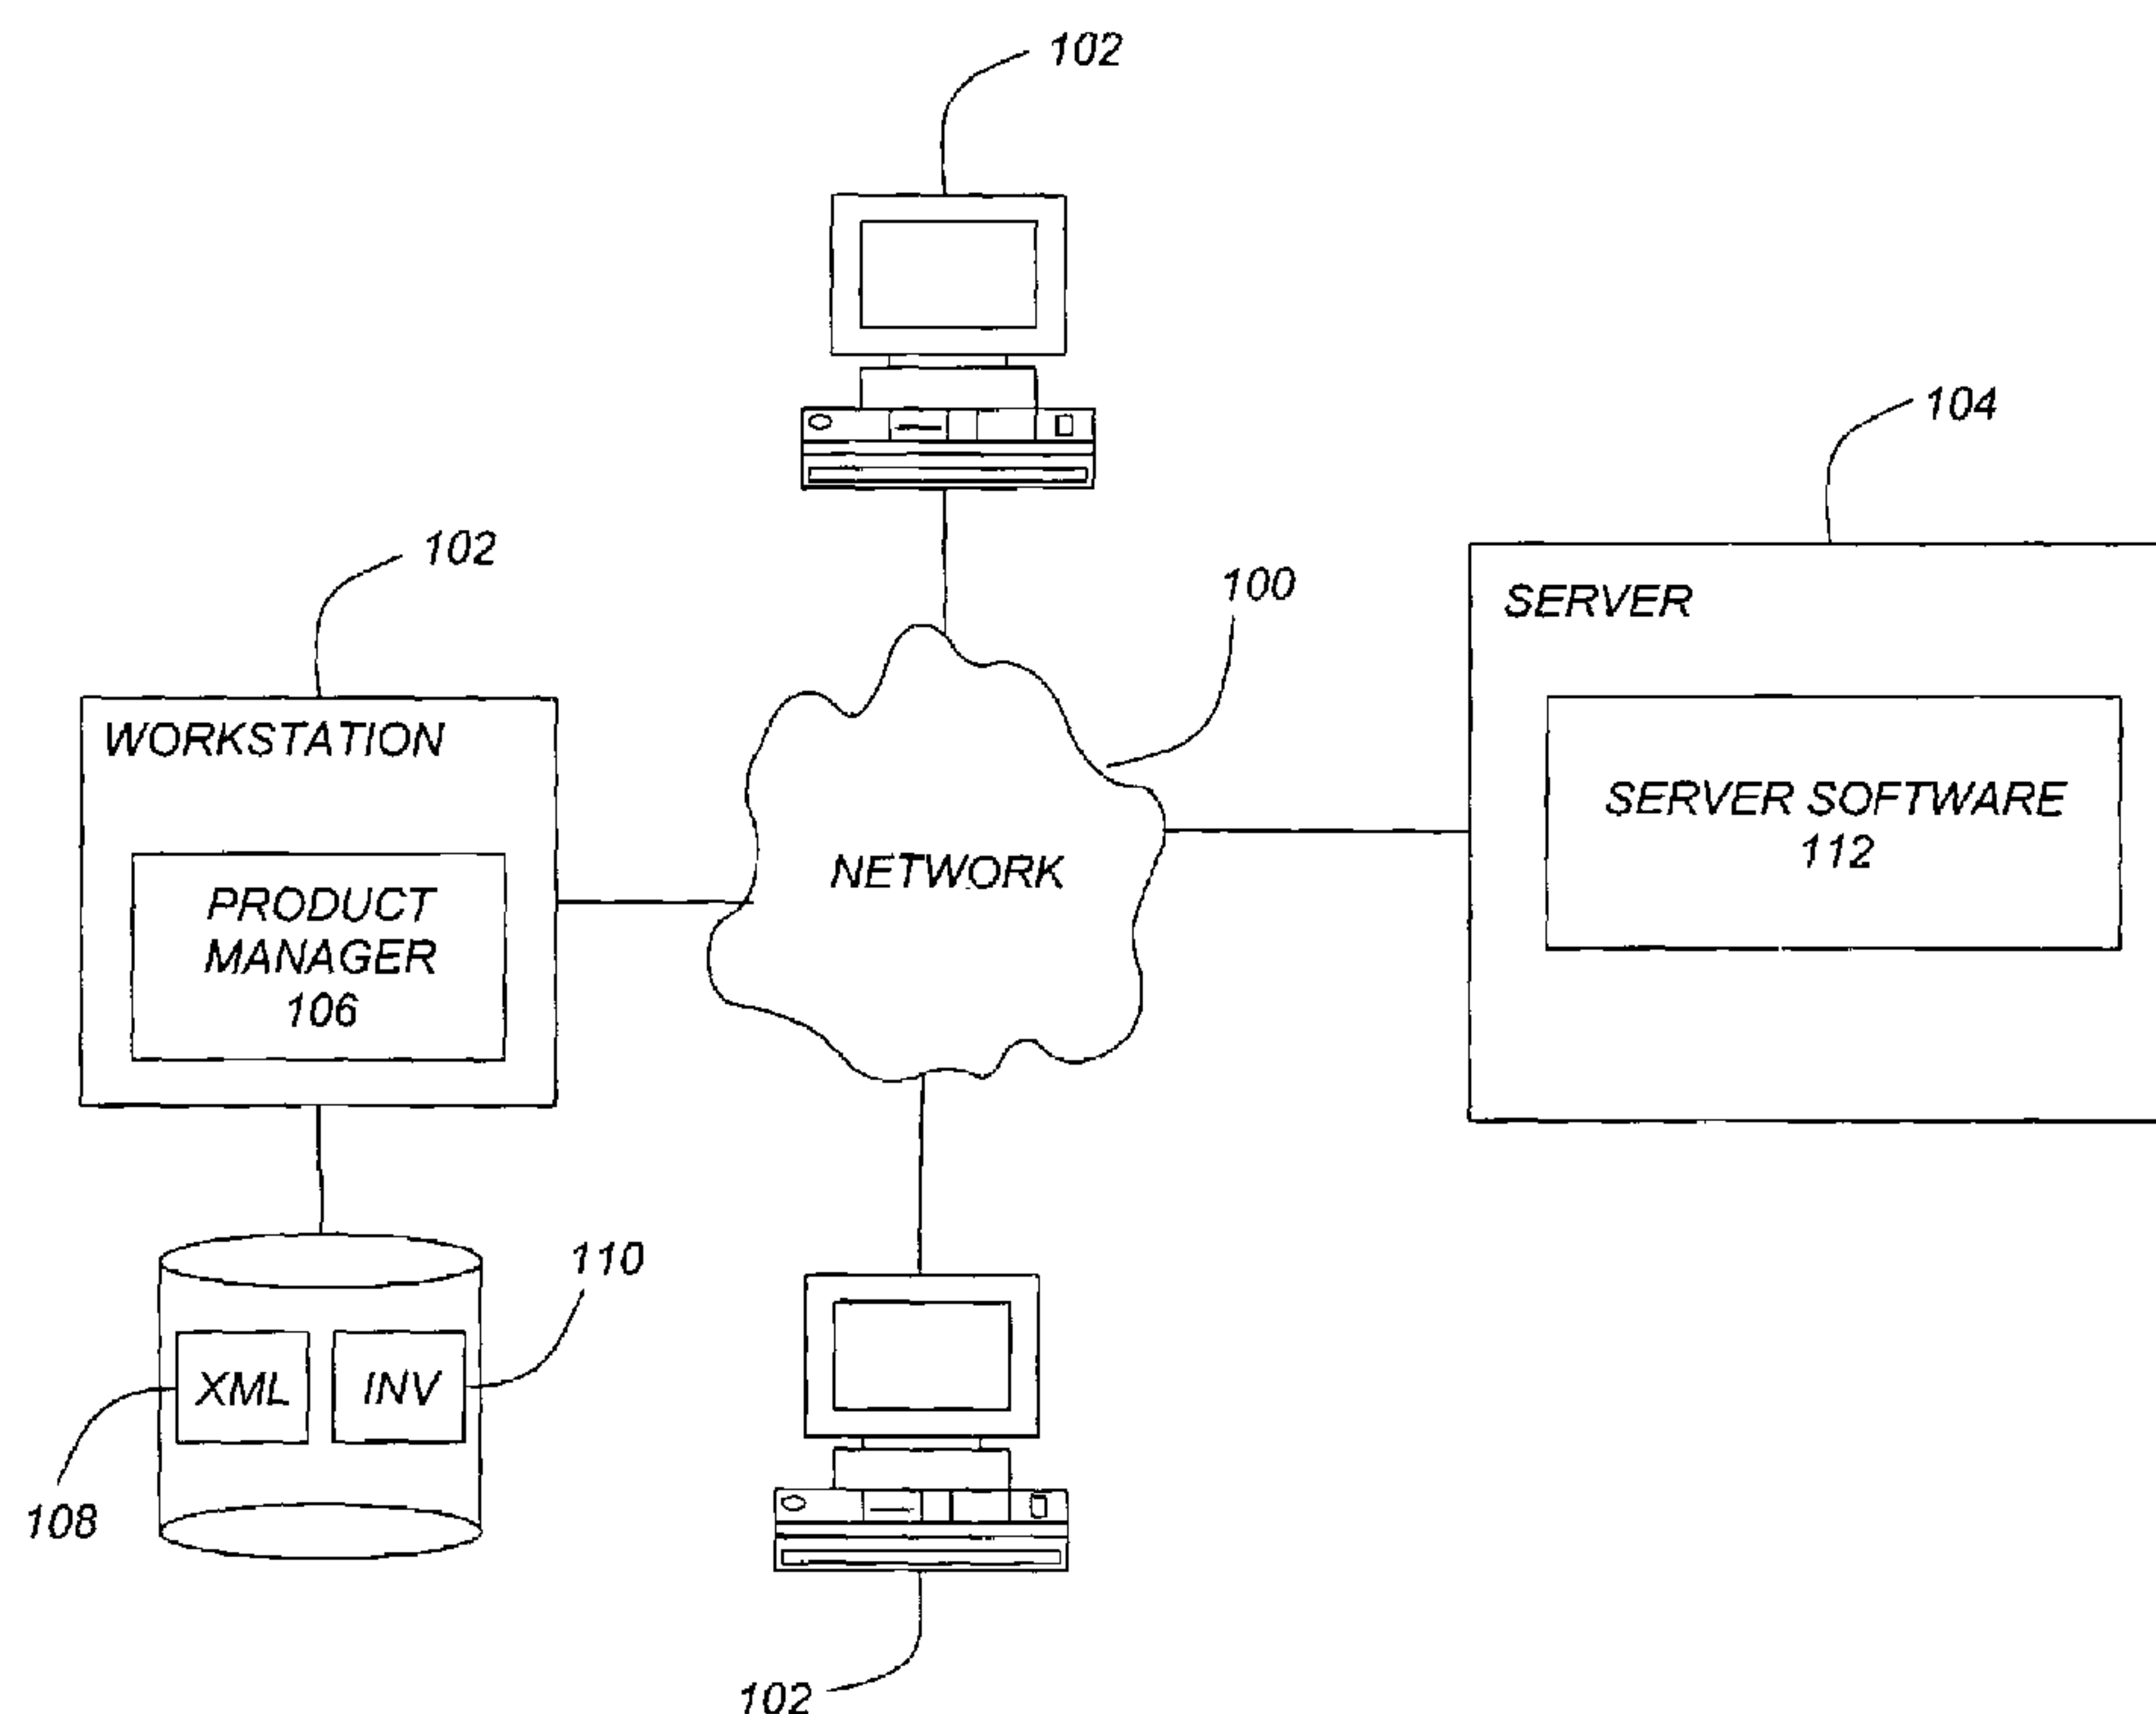 102
104
102
100
SERVER
WORKSTATION
SERVER SOFTWARE
112
NETWORK
PRODUCT
MANAGER
106
110
XML
INV
108
102